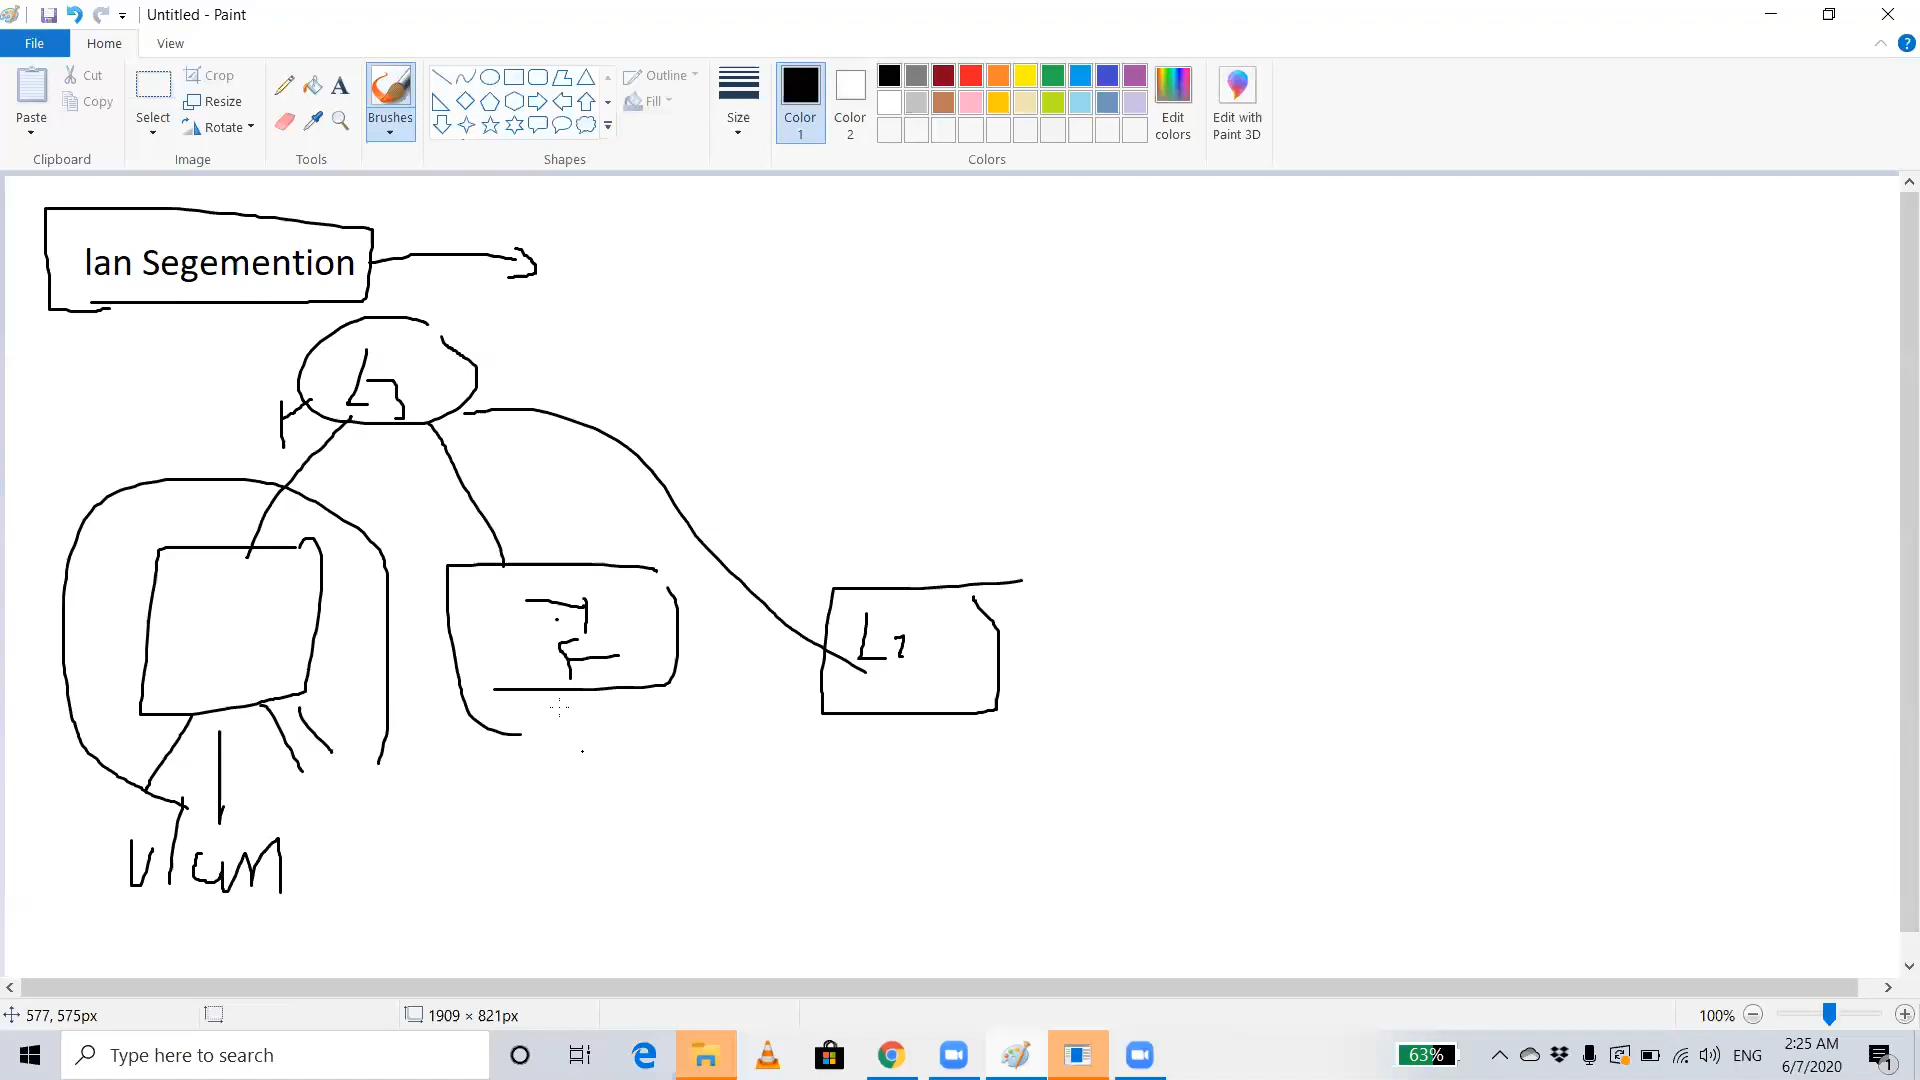 Untitled - Paint
File
Home
View
Paste
Cut
Copy
Clipboard
Select
Crop
Resize
Rotate
Image
Tools
Brushes
Outline
Fill
Shapes
Size
Color
1
Color
2
Edit
colors
Colors
Edit with
Paint 3D
lan Segemention
vlan
577, 575px
1909 × 821px
100%
Type here to search
63%
ENG
2:25 AM
6/7/2020
1